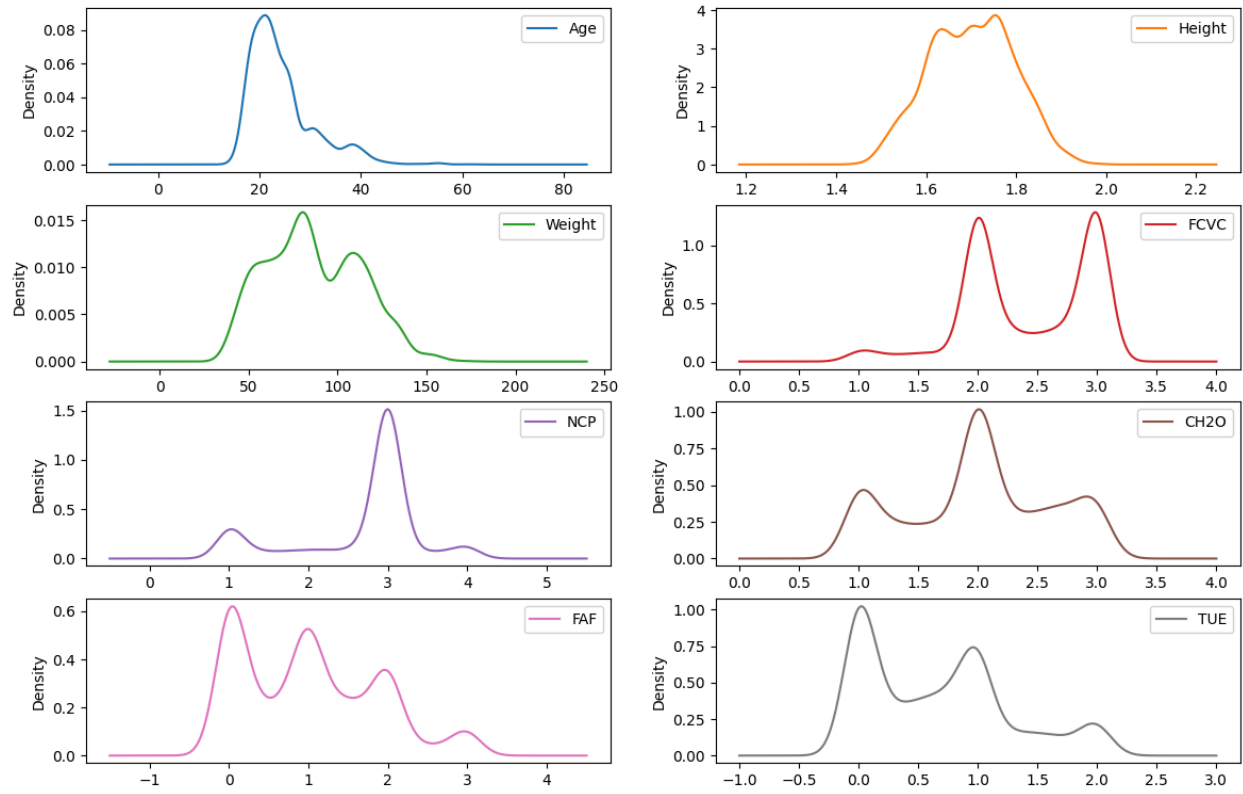 Density
0.00 0.02 0.04 0.06 0.08
0 20 40 60 80
Age
Density
0 1 2 3 4
1.2 1.4 1.6 1.8 2.0 2.2
Height
Density
0.000 0.005 0.010 0.015
0 50 100 150 200 250
Weight
Density
0.0 0.5 1.0
0.0 0.5 1.0 1.5 2.0 2.5 3.0 3.5 4.0
FCVC
Density
0.0 0.5 1.0 1.5
0 1 2 3 4 5
NCP
Density
0.00 0.25 0.50 0.75 1.00
0.0 0.5 1.0 1.5 2.0 2.5 3.0 3.5 4.0
CH2O
Density
0.0 0.2 0.4 0.6
−1 0 1 2 3 4
FAF
Density
0.00 0.25 0.50 0.75 1.00
−1.0 −0.5 0.0 0.5 1.0 1.5 2.0 2.5 3.0
TUE